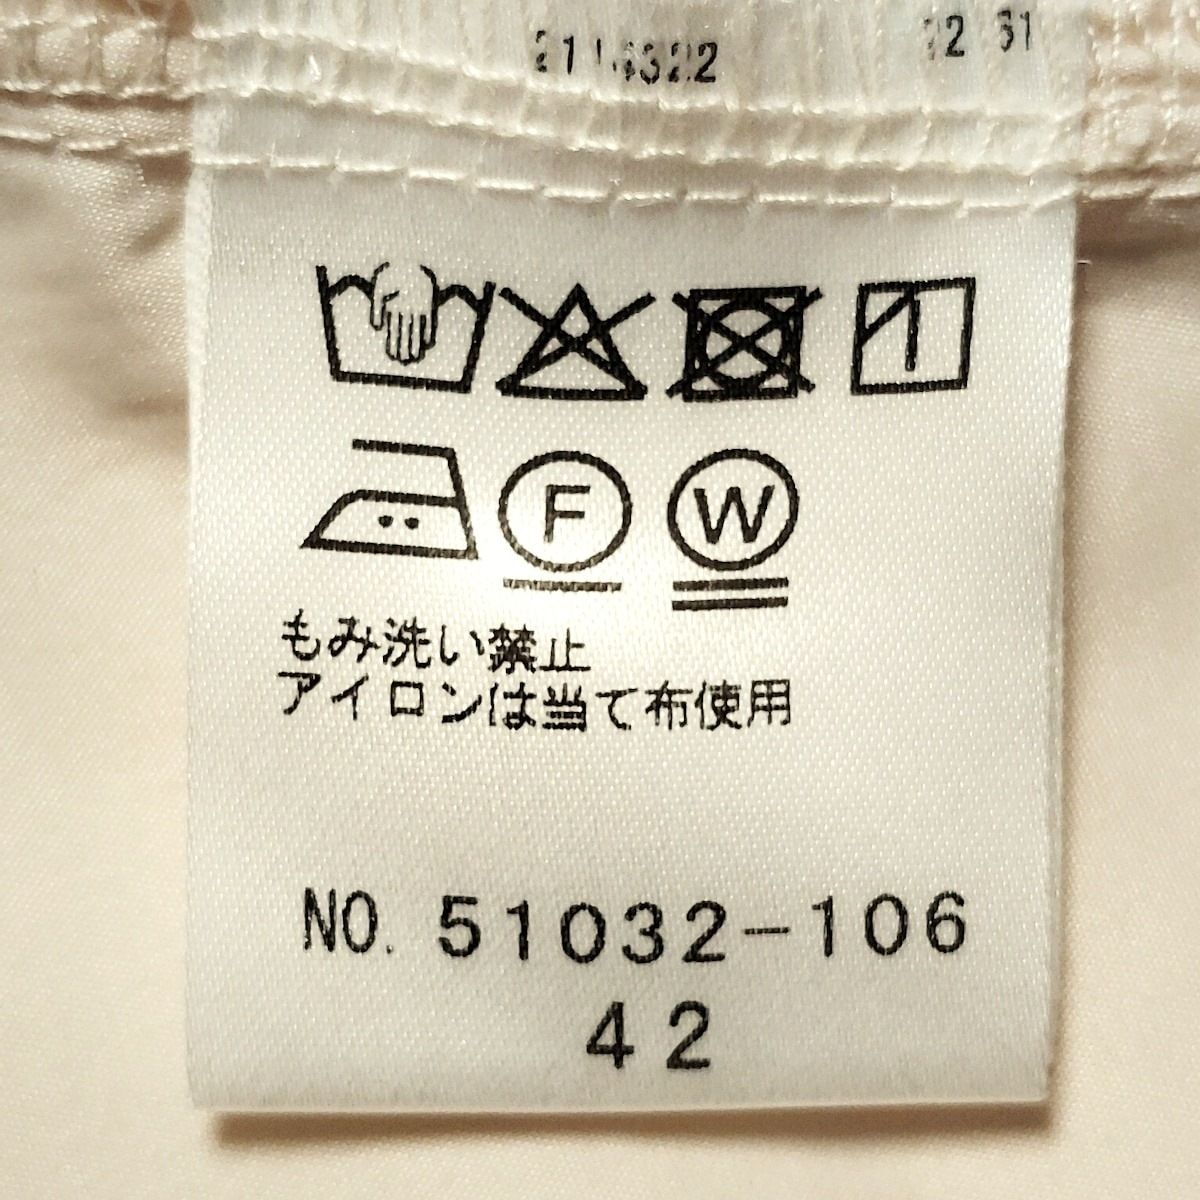 F W
もみ洗い禁止
アイロンは当て布使用
NO. 51032-106
42